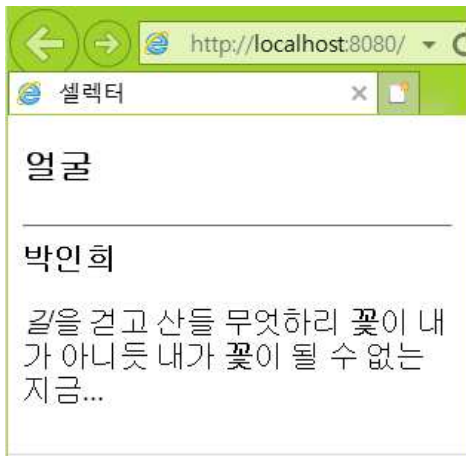 http://localhost:8080/
셀렉터
얼굴
박인희
길을 걷고 산들 무엇하리 꽃이 내
가 아니듯 내가 꽃이 될 수 없는
지금...